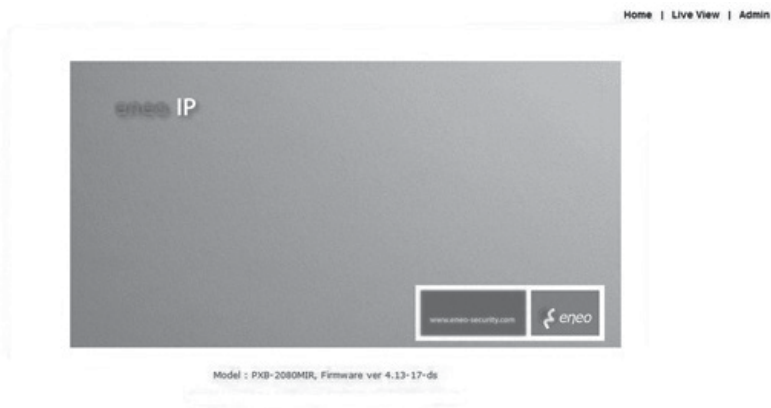 Home | Live View | Admin
eneo IP
www.eneo-security.com
eneo
Model : PXB-2080MIR, Firmware ver 4.13-17-ds